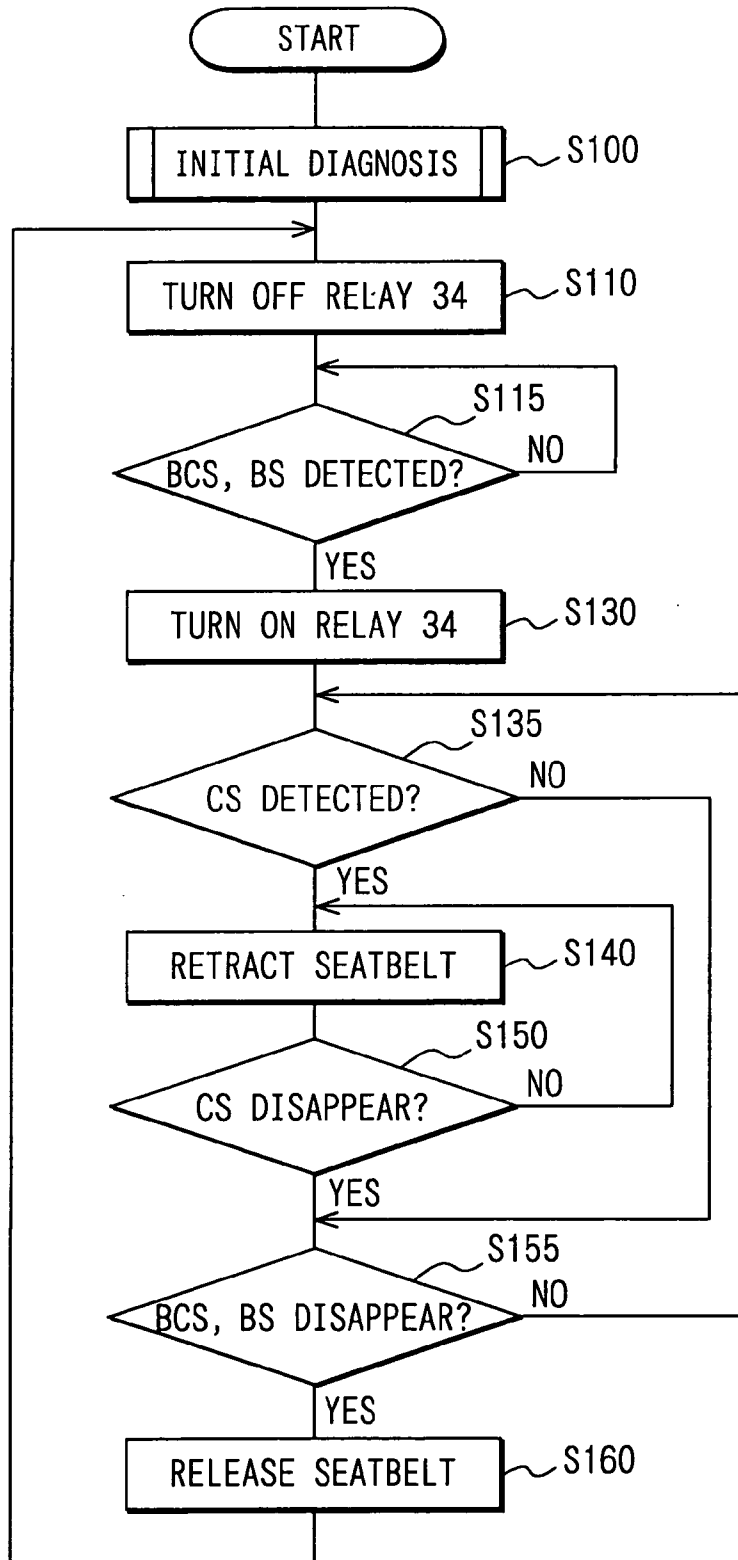 START
INITIAL DIAGNOSIS
S100
TURN OFF RELAY 34
S110
S115
BCS, BS DETECTED?
NO
YES
TURN ON RELAY 34
S130
S135
CS DETECTED?
NO
YES
RETRACT SEATBELT
S140
S150
CS DISAPPEAR?
NO
YES
S155
BCS, BS DISAPPEAR?
NO
YES
RELEASE SEATBELT
S160